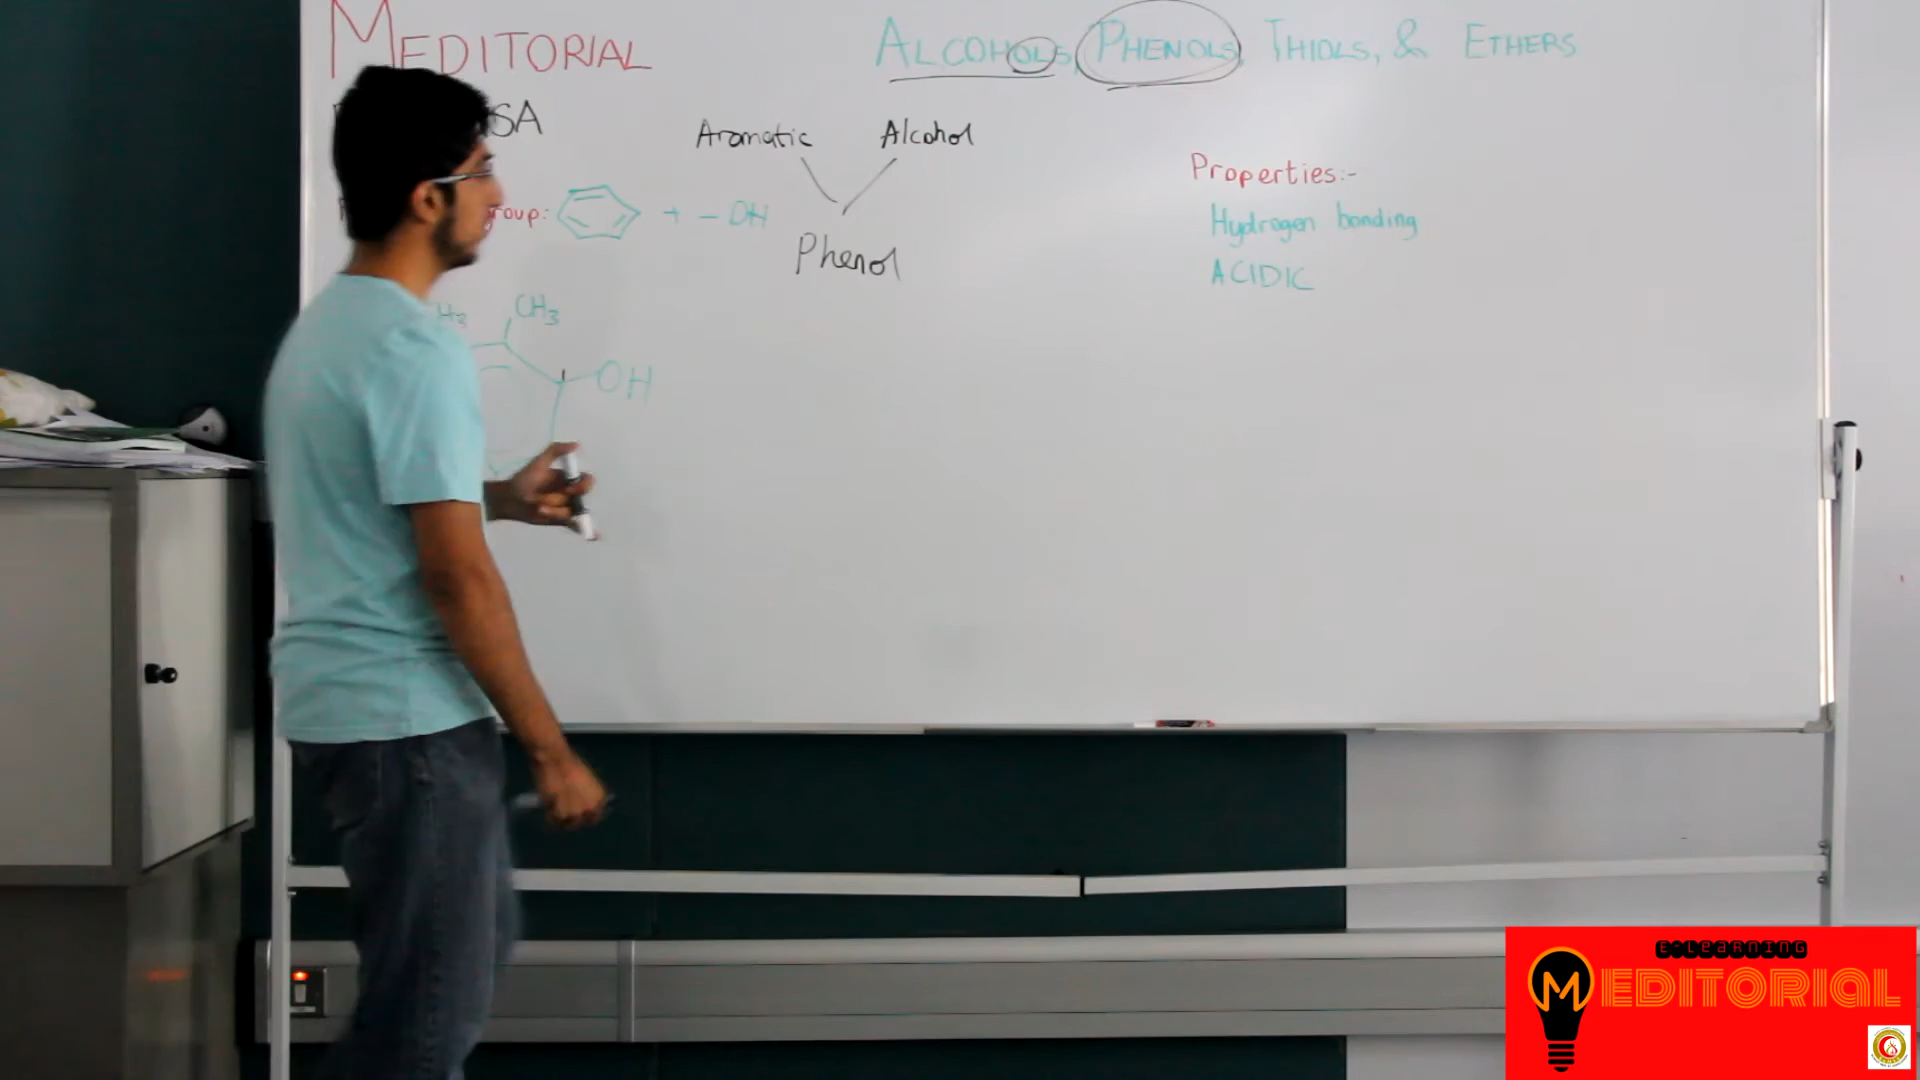 MEDITORIAL
ALCOHOLS, PHENOLS, THIOLS, & ETHERS
SA
Aromatic Alcohol
Properties:-
roup: + - OH
Hydrogen bonding
Phenol
ACIDIC
H3 CH3
OH
E-LEARNING
MEDITORIAL